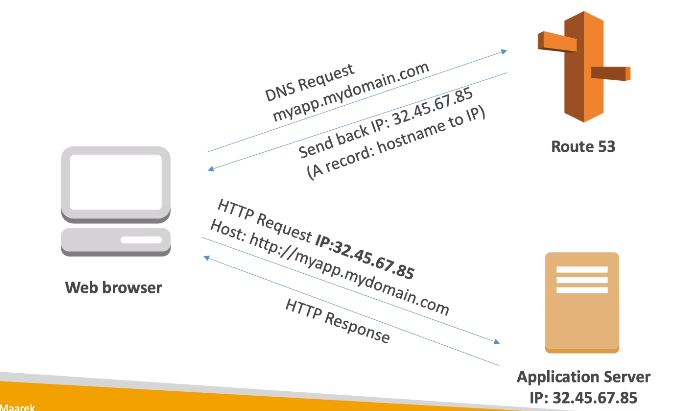 DNS Request
myapp.mydomain.com
Send back IP: 32.45.67.85
(A record: hostname to IP)
Route 53
Web browser
HTTP Request IP:32.45.67.85
Host: http://myapp.mydomain.com
HTTP Response
Application Server
IP: 32.45.67.85
Maarek